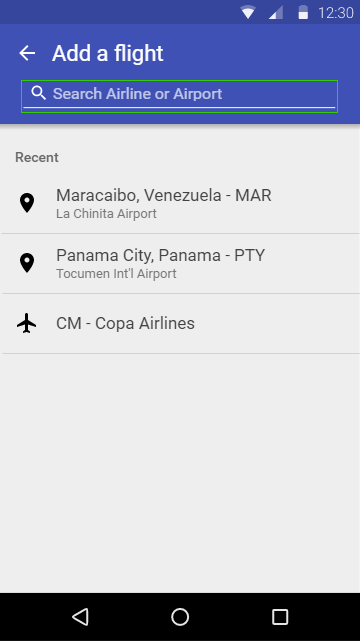 12:30
Add a flight
Search Airline or Airport
Recent
Maracaibo, Venezuela - MAR
La Chinita Airport
Panama City, Panama - PTY
Tocumen Int'l Airport
CM - Copa Airlines